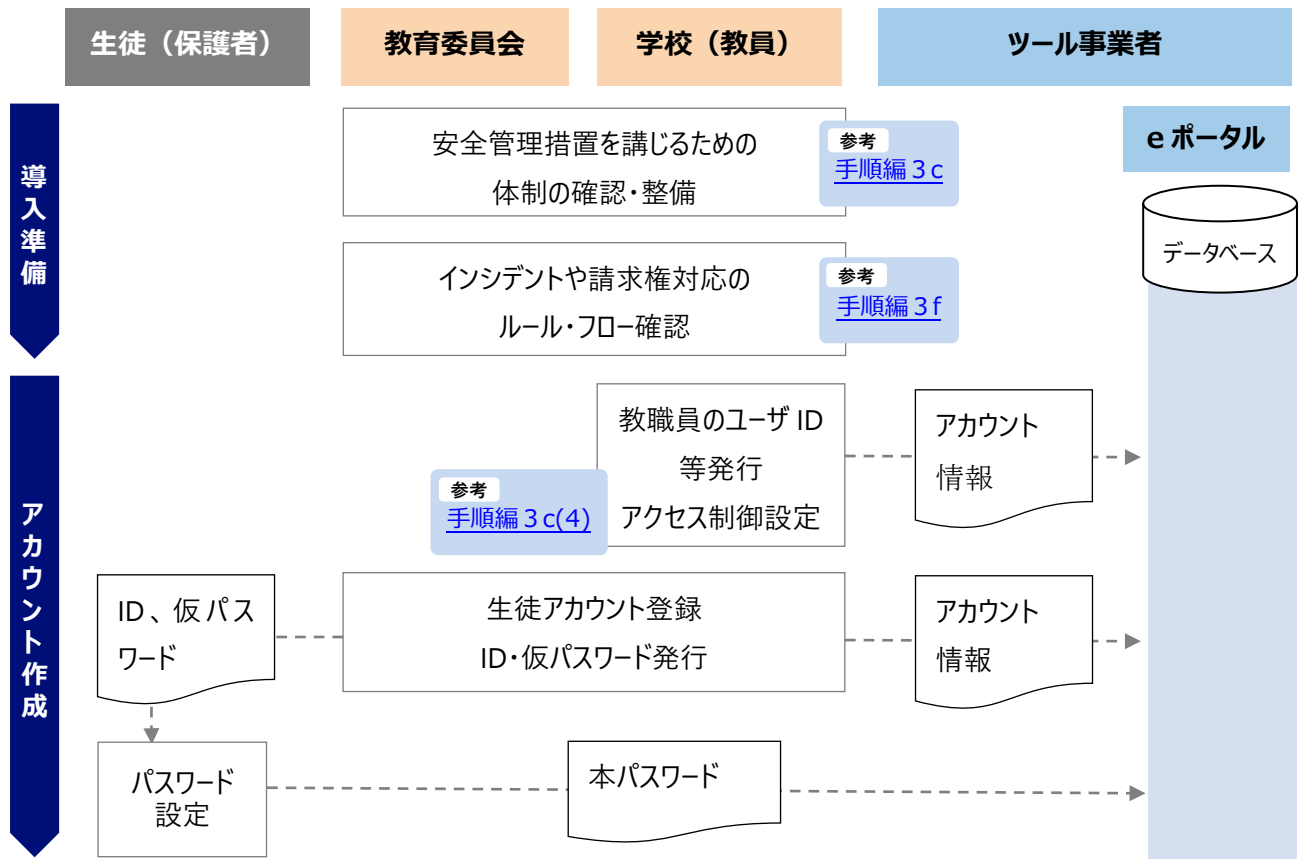 生徒（保護者）
教育委員会
学校（教員）
ツール事業者
eポータル
データベース
導入準備
安全管理措置を講じるための
体制の確認・整備
参考
手順編３c
インシデントや請求権対応の
ルール・フロー確認
参考
手順編３f
アカウント作成
教職員のユーザ ID
等発行
アクセス制御設定
参考
手順編３c(4)
アカウント
情報
ID、仮パス
ワード
生徒アカウント登録
ID・仮パスワード発行
アカウント
情報
パスワード
設定
本パスワード